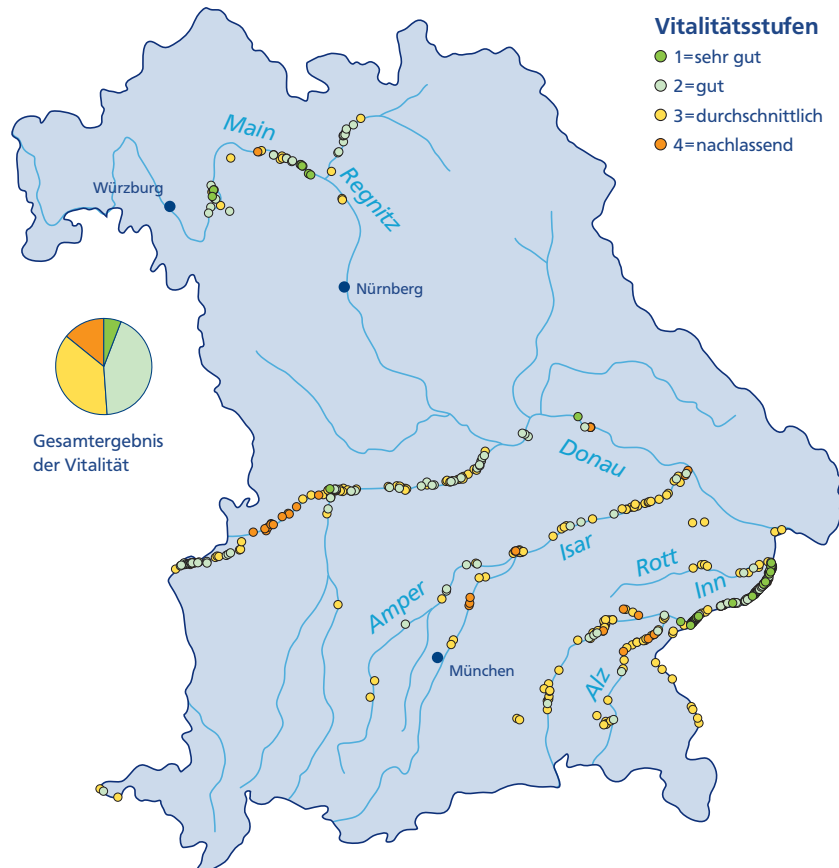 Vitalitätsstufen
1=sehr gut
2=gut
3=durchschnittlich
4=nachlassend
Main
Regnitz
Würzburg
Nürnberg
Gesamtergebnis
der Vitalität
Donau
Isar
Rott
Inn
Amper
Alz
München